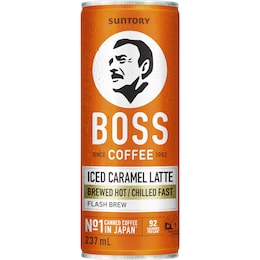 SUNTORY
BOSS
SINCE COFFEE 1992
ICED CARAMEL LATTE
BREWED HOT / CHILLED FAST
FLASH BREW
Nº1 CANNED COFFEE IN JAPAN
92
237 mL